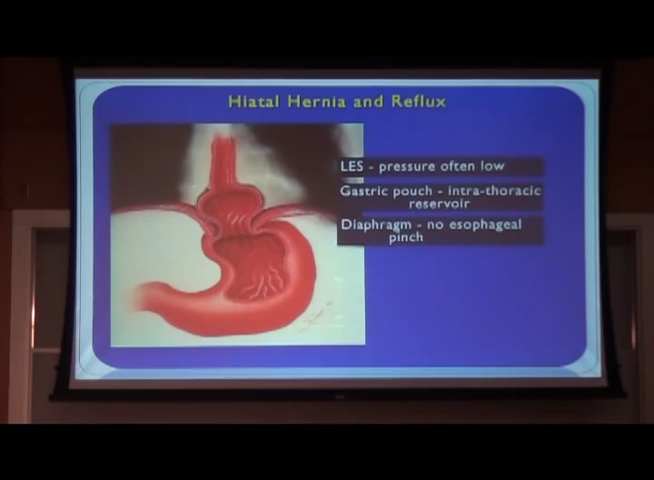 Hiatal Hernia and Reflux
LES - pressure often low
Gastric pouch - intra-thoracic
reservoir
Diaphragm - no esophageal
pinch